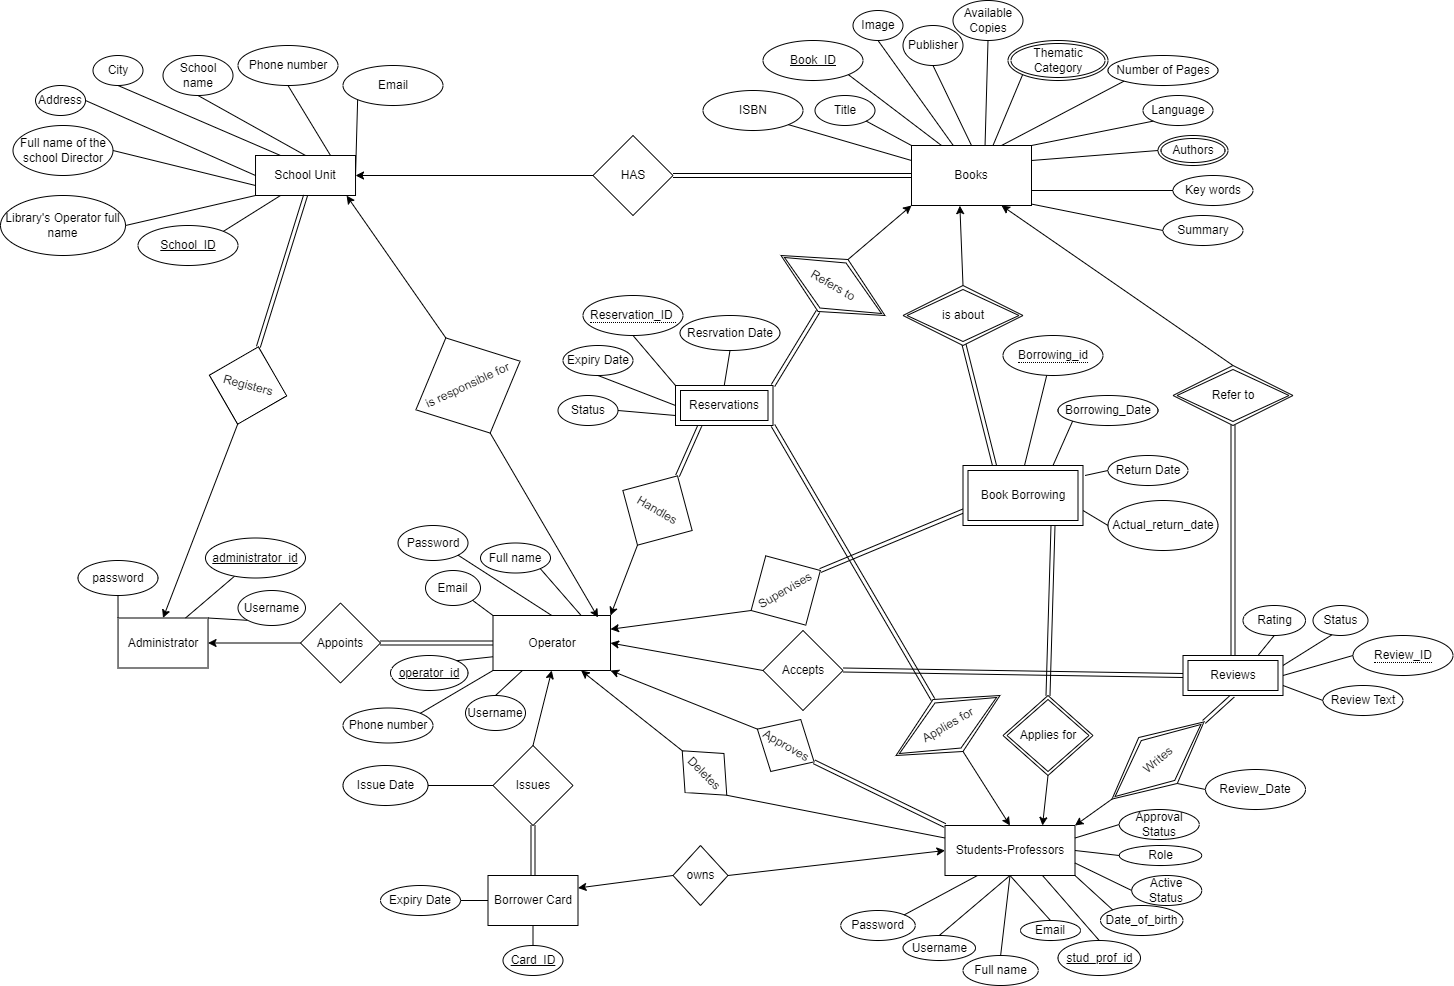 Available
Copies
Image
Publisher
Thematic
Category
Book_ID
Number of Pages
Phone number
School
name
City
Email
Address
ISBN
Title
Language
Full name of the
school Director
Authors
School Unit
HAS
Books
Key words
Library's Operator full
name
School_ID
Summary
Refers to
Reservation_ID
Resrvation Date
is about
Expiry Date
Borrowing_id
Registers
is responsible for
Refer to
Status
Reservations
Borrowing_Date
Return Date
Book Borrowing
Handles
Actual_return_date
Password
Full name
administrator_id
password
Email
Supervises
Username
Rating
Status
Administrator
Appoints
Operator
Review_ID
operator_id
Accepts
Reviews
Review Text
Phone number
Username
Applies for
Applies for
Approves
Deletes
Writes
Issue Date
Issues
Review_Date
Approval
Status
Students-Professors
Role
owns
Active
Status
Expiry Date
Borrower Card
Date_of_birth
Password
Email
Username
Card_ID
stud_prof_id
Full name